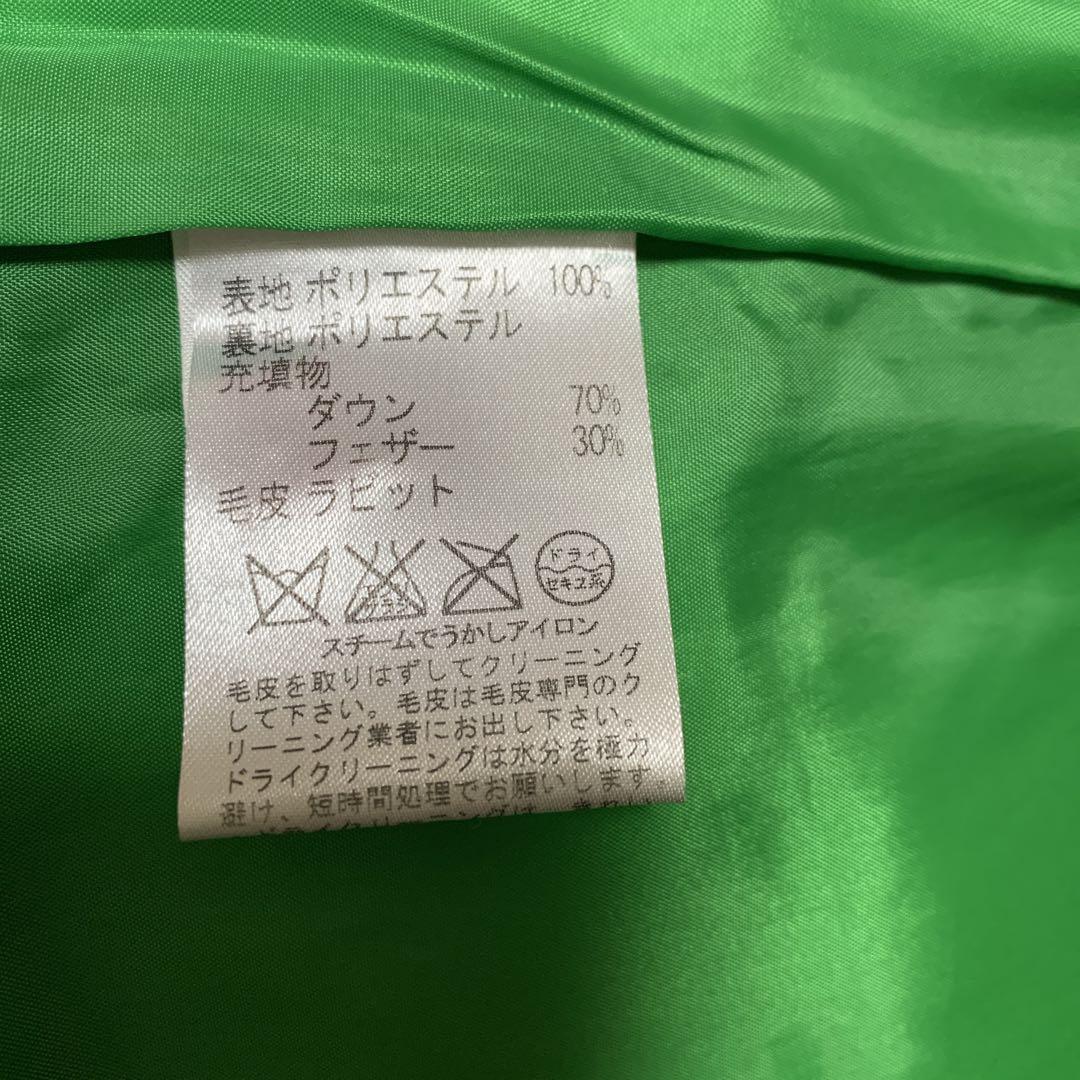 表地 ポリエステル 100%
裏地 ポリエステル
充填物
ダウン 70%
フェザー 30%
毛皮 ラビット
ドライ
セキユ系
スチームでうかしアイロン
毛皮を取りはずしてクリーニング
して下さい。毛皮は毛皮専門のク
リーニング業者にお出し下さい。
ドライクリーニングは水分を極力
避け、短時間処理でお願いします